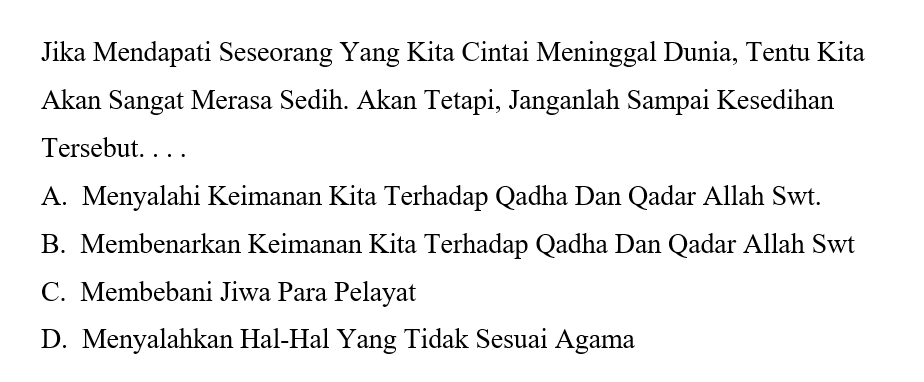 Jika Mendapati Seseorang Yang Kita Cintai Meninggal Dunia, Tentu Kita
Akan Sangat Merasa Sedih. Akan Tetapi, Janganlah Sampai Kesedihan
Tersebut. . . .
A. Menyalahi Keimanan Kita Terhadap Qadha Dan Qadar Allah Swt.
B. Membenarkan Keimanan Kita Terhadap Qadha Dan Qadar Allah Swt
C. Membebani Jiwa Para Pelayat
D. Menyalahkan Hal-Hal Yang Tidak Sesuai Agama